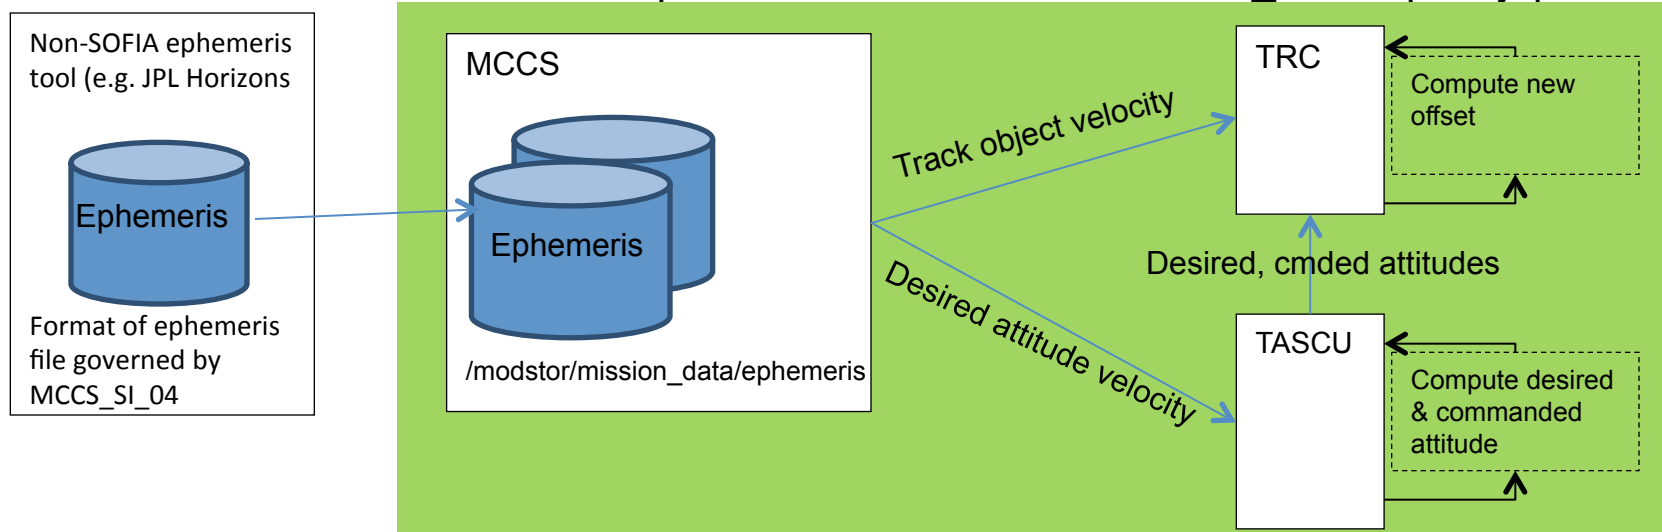 Non-SOFIA ephemeris
tool (e.g. JPL Horizons
Ephemeris
Format of ephemeris
file governed by
MCCS_SI_04
MCCS
Ephemeris
/modstor/mission_data/ephemeris
Track object velocity
Desired attitude velocity
TRC
Compute new
offset
Desired, cmded attitudes
TASCU
Compute desired
& commanded
attitude